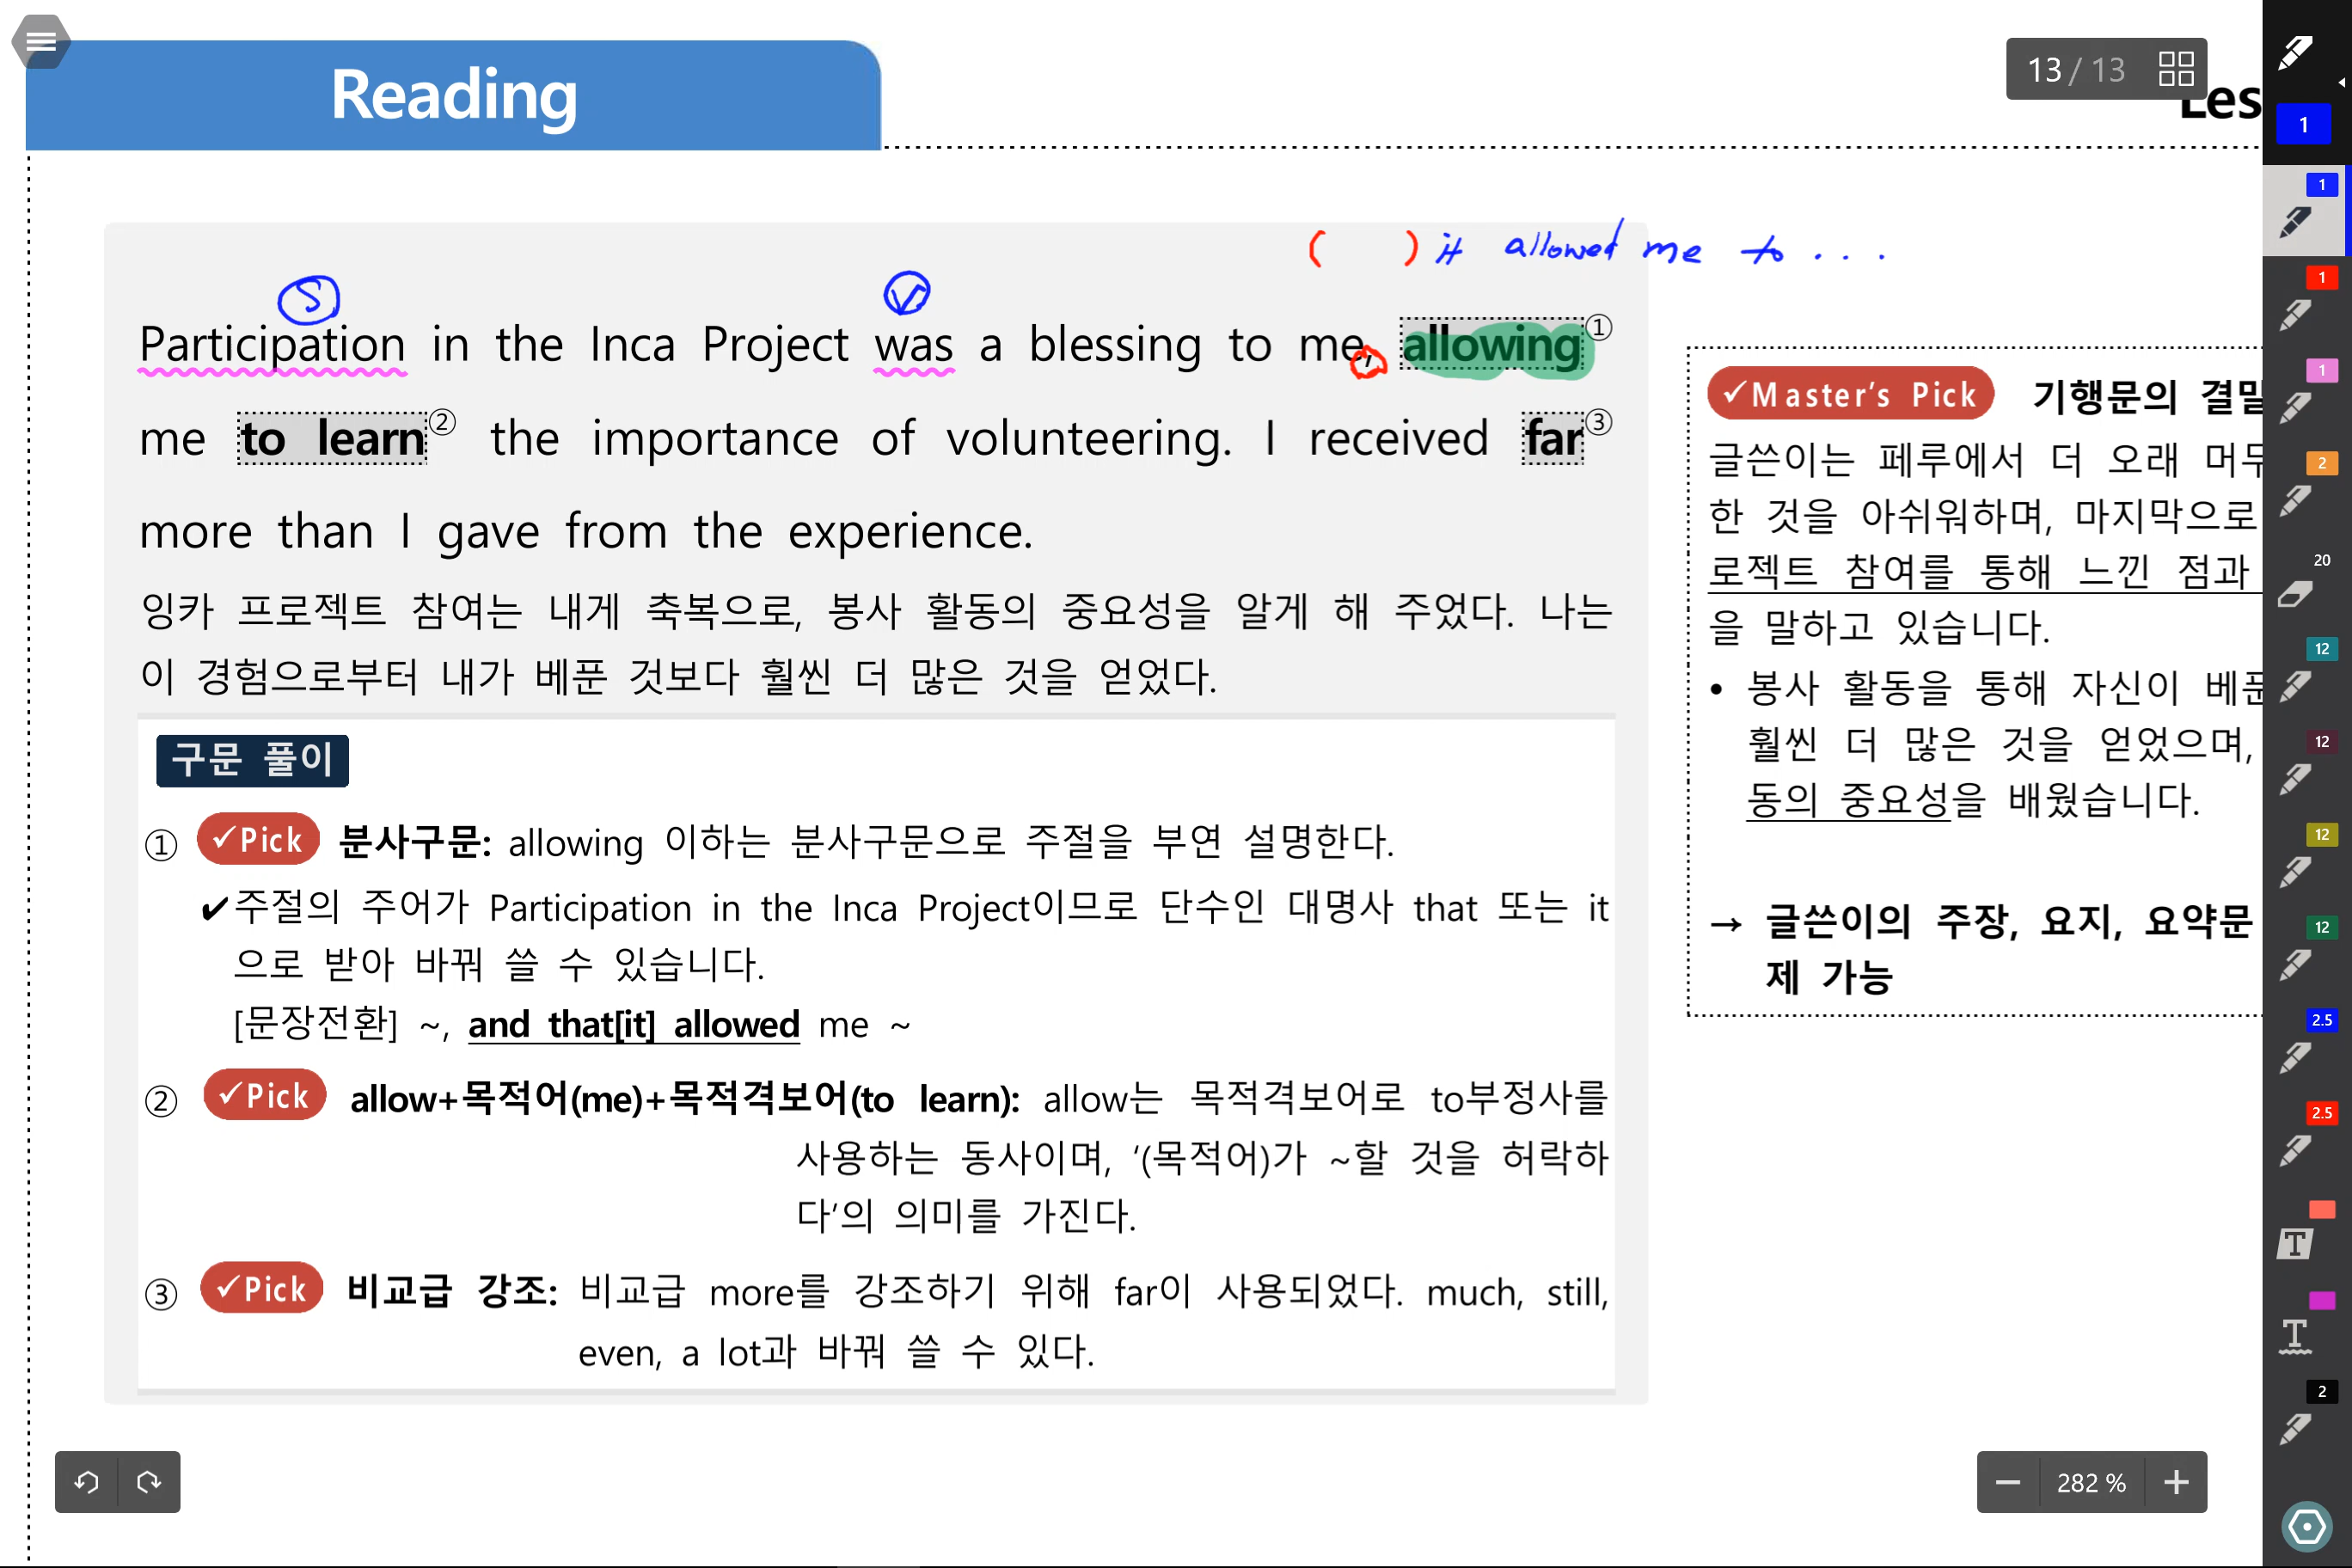 Reading
13 / 13
Les
( ) it allowed me to ...
S V
Participation in the Inca Project was a blessing to me, allowing①
me to learn② the importance of volunteering. I received far③
more than I gave from the experience.
잉카 프로젝트 참여는 내게 축복으로, 봉사 활동의 중요성을 알게 해 주었다. 나는
이 경험으로부터 내가 베푼 것보다 훨씬 더 많은 것을 얻었다.
구문 풀이
① ✓Pick 분사구문: allowing 이하는 분사구문으로 주절을 부연 설명한다.
✔주절의 주어가 Participation in the Inca Project이므로 단수인 대명사 that 또는 it
으로 받아 바꿔 쓸 수 있습니다.
[문장전환] ~, and that[it] allowed me ~
② ✓Pick allow+목적어(me)+목적격보어(to learn): allow는 목적격보어로 to부정사를
사용하는 동사이며, ‘(목적어)가 ~할 것을 허락하
다’의 의미를 가진다.
③ ✓Pick 비교급 강조: 비교급 more를 강조하기 위해 far이 사용되었다. much, still,
even, a lot과 바꿔 쓸 수 있다.
✓Master's Pick 기행문의 결말
글쓴이는 페루에서 더 오래 머무
한 것을 아쉬워하며, 마지막으로
로젝트 참여를 통해 느낀 점과
을 말하고 있습니다.
• 봉사 활동을 통해 자신이 베푼
훨씬 더 많은 것을 얻었으며,
동의 중요성을 배웠습니다.
→ 글쓴이의 주장, 요지, 요약문
제 가능
282 %
1
1
1
1
2
20
12
12
12
12
2.5
2.5
T
T
2